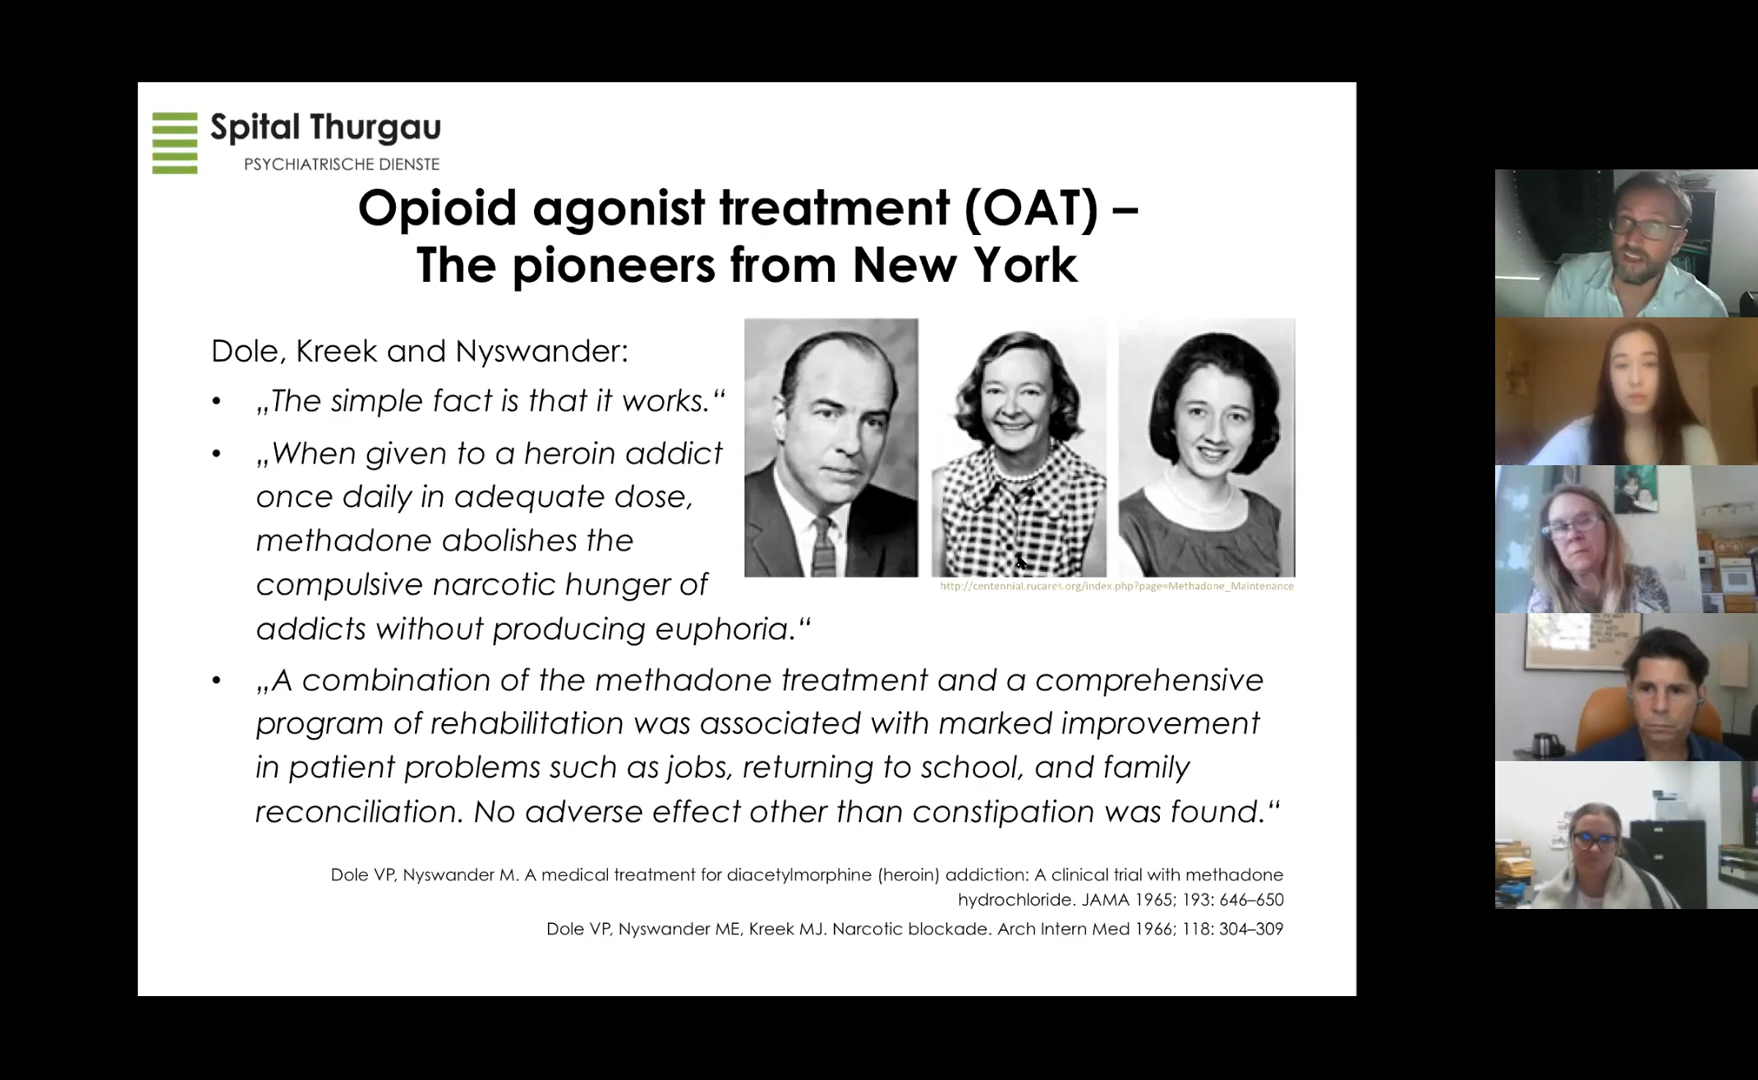 Spital Thurgau
PSYCHIATRISCHE DIENSTE
Opioid agonist treatment (OAT) –
The pioneers from New York
Dole, Kreek and Nyswander:
• „The simple fact is that it works.“
• „When given to a heroin addict
once daily in adequate dose,
methadone abolishes the
compulsive narcotic hunger of
addicts without producing euphoria.“
http://centennial.rucares.org/index.php?page=Methadone_Maintenance
• „A combination of the methadone treatment and a comprehensive
program of rehabilitation was associated with marked improvement
in patient problems such as jobs, returning to school, and family
reconciliation. No adverse effect other than constipation was found.“
Dole VP, Nyswander M. A medical treatment for diacetylmorphine (heroin) addiction: A clinical trial with methadone
hydrochloride. JAMA 1965; 193: 646–650
Dole VP, Nyswander ME, Kreek MJ. Narcotic blockade. Arch Intern Med 1966; 118: 304–309